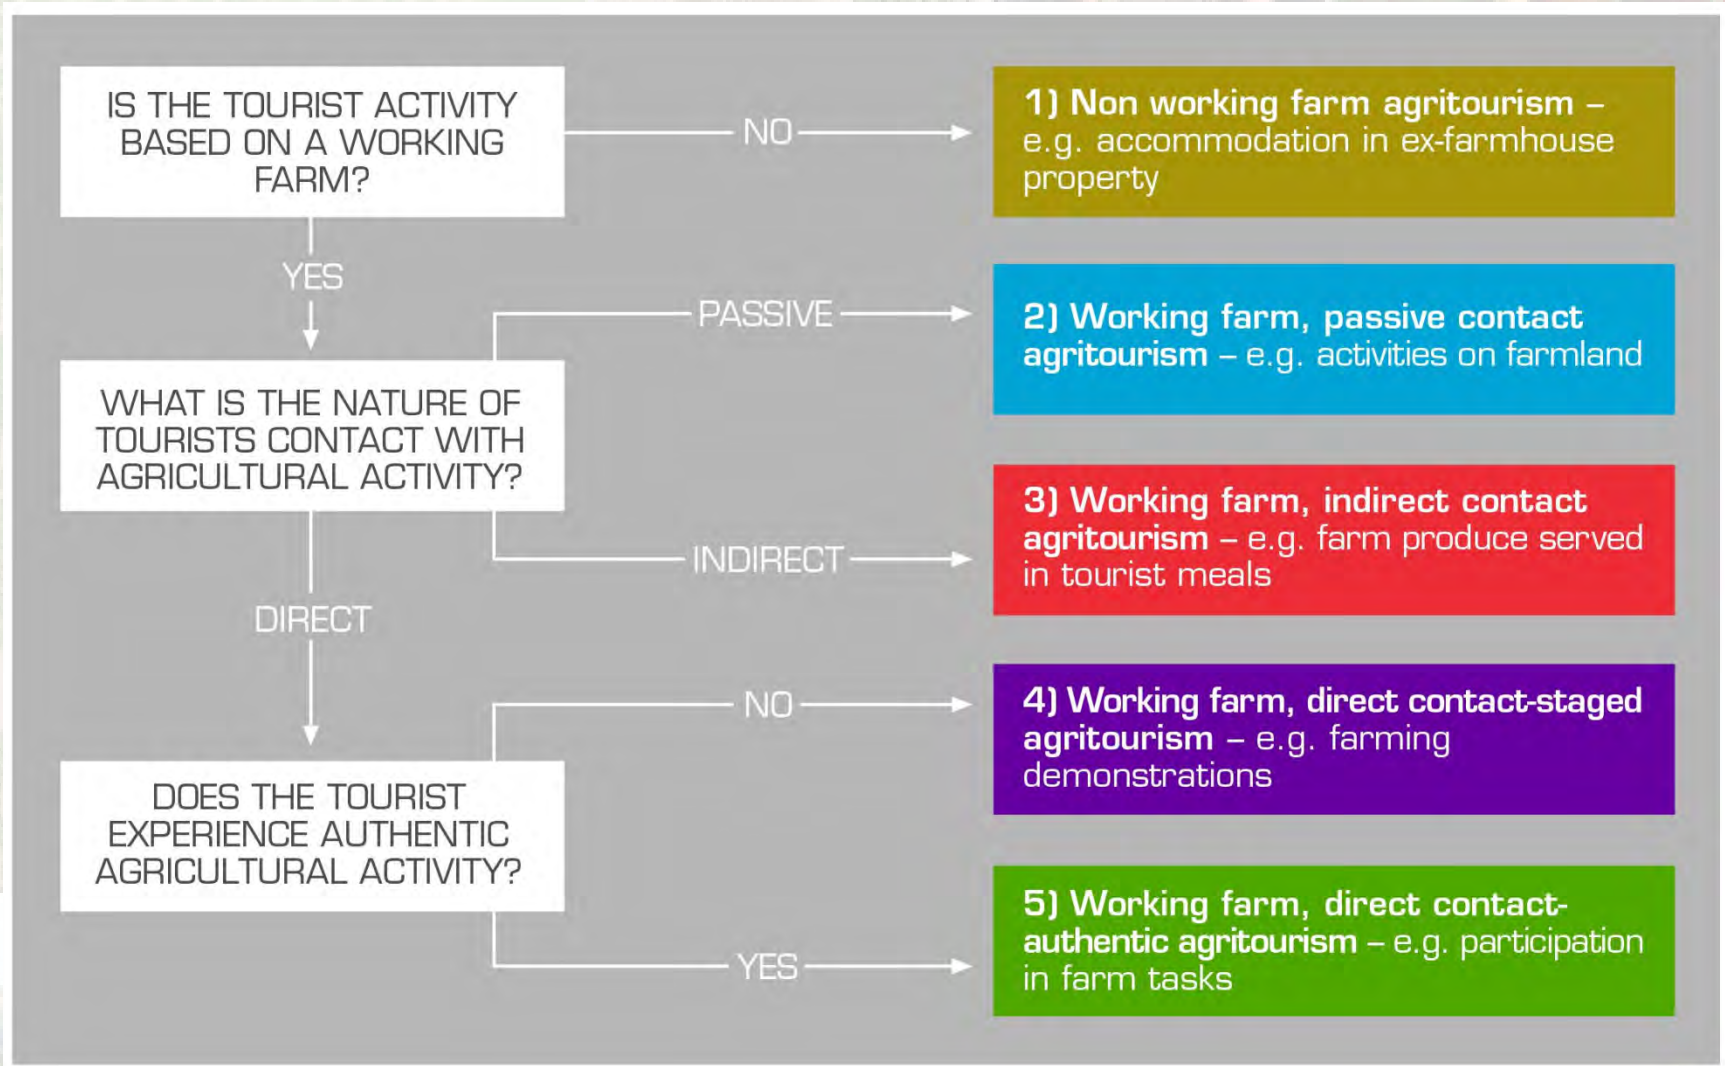 IS THE TOURIST ACTIVITY
BASED ON A WORKING
FARM?
NO
1) Non working farm agritourism –
e.g. accommodation in ex-farmhouse
property
YES
PASSIVE
2) Working farm, passive contact
agritourism – e.g. activities on farmland
WHAT IS THE NATURE OF
TOURISTS CONTACT WITH
AGRICULTURAL ACTIVITY?
INDIRECT
3) Working farm, indirect contact
agritourism – e.g. farm produce served
in tourist meals
DIRECT
NO
4) Working farm, direct contact-staged
agritourism – e.g. farming
demonstrations
DOES THE TOURIST
EXPERIENCE AUTHENTIC
AGRICULTURAL ACTIVITY?
YES
5) Working farm, direct contact-
authentic agritourism – e.g. participation
in farm tasks